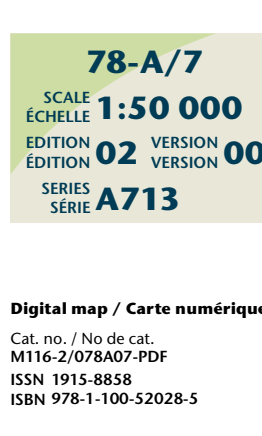 78-A/7
SCALE
ÉCHELLE 1:50 000
EDITION
ÉDITION 02 VERSION
VERSION 00
SERIES
SÉRIE A713
Digital map / Carte numérique
Cat. no. / No de cat.
M116-2/078A07-PDF
ISSN 1915-8858
ISBN 978-1-100-52028-5